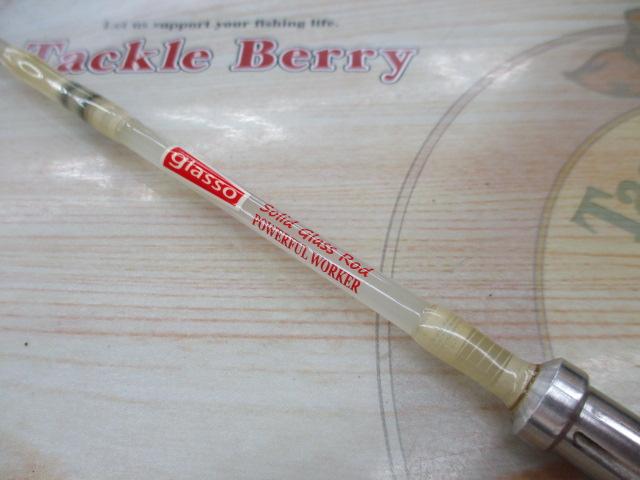 Let us support your fishing life.
Tackle Berry
glasso
Solid Glass Rod
POWERFUL WORKER